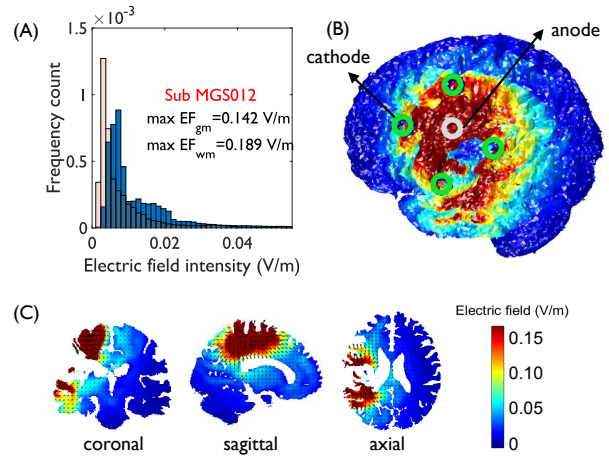 (A)
1.5
×10⁻³
1
0.5
0
0
0.02
0.04
Frequency count
Electric field intensity (V/m)
Sub MGS012
max EF_gm=0.142 V/m
max EF_wm=0.189 V/m
(B)
anode
cathode
(C)
coronal
sagittal
axial
Electric field (V/m)
0.15
0.10
0.05
0